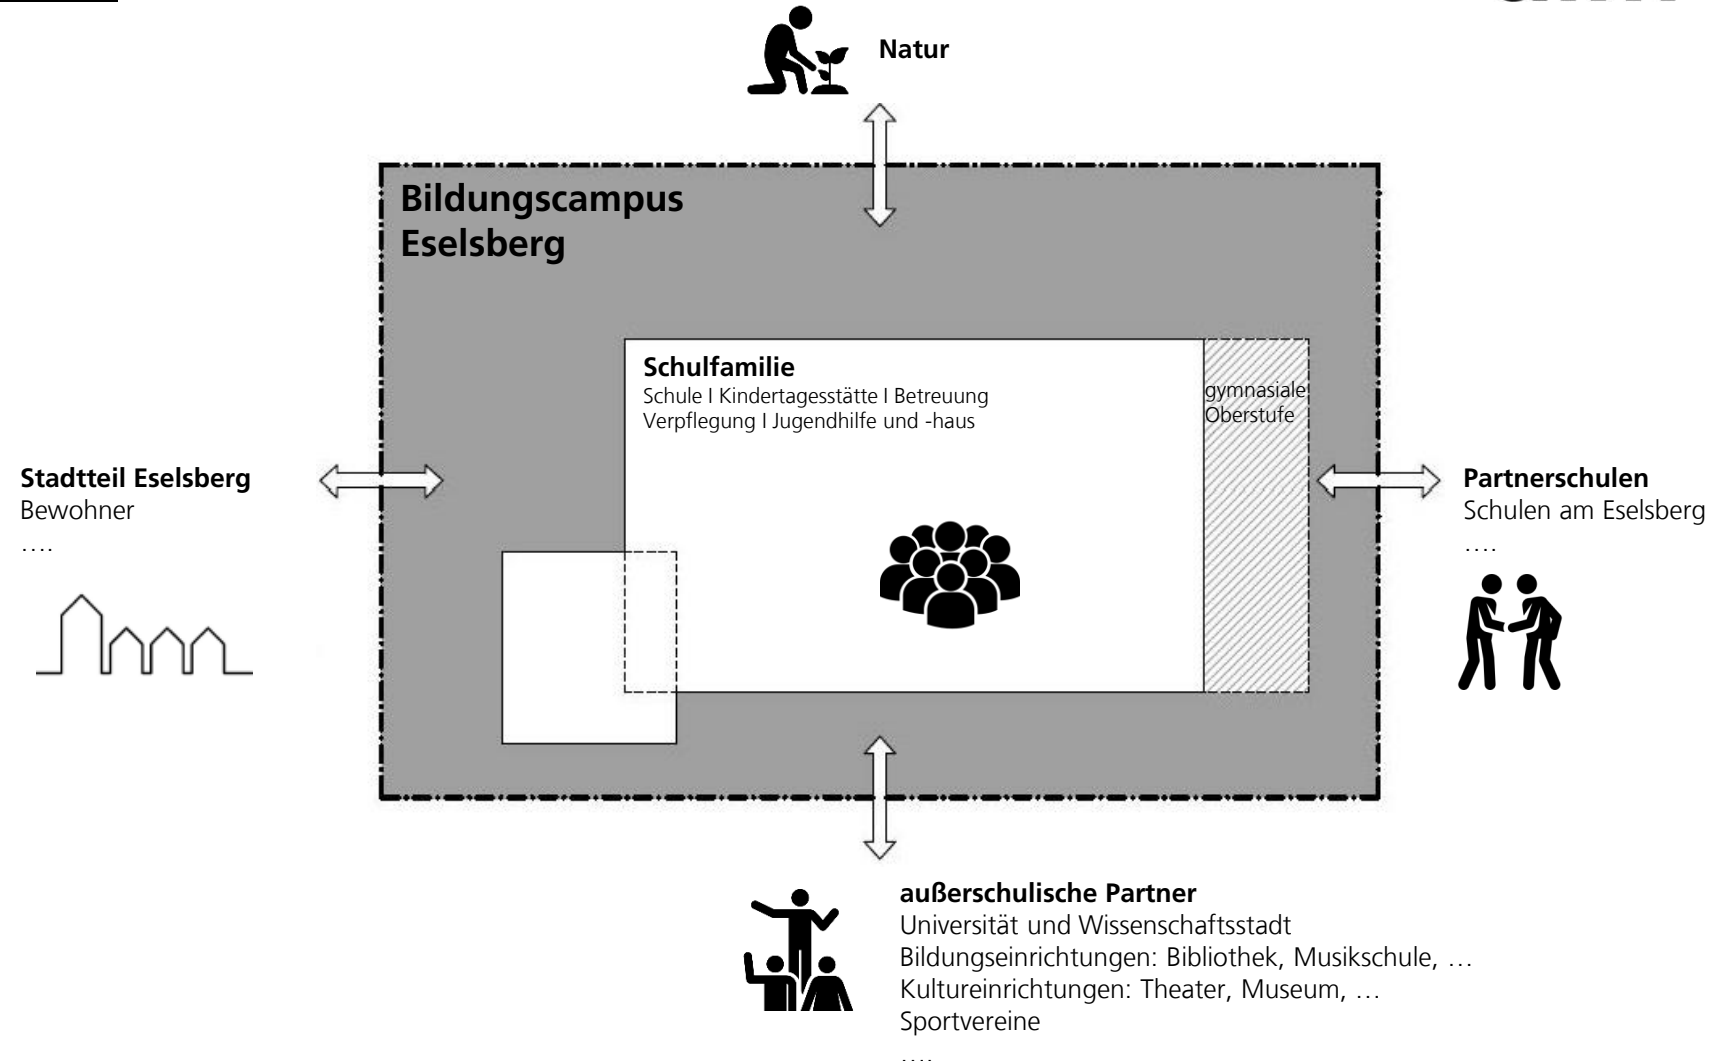 Natur
Bildungscampus
Eselsberg
Schulfamilie
Schule I Kindertagesstätte I Betreuung
Verpflegung I Jugendhilfe und -haus
gymnasiale
Oberstufe
Stadtteil Eselsberg
Bewohner
….
Partnerschulen
Schulen am Eselsberg
….
außerschulische Partner
Universität und Wissenschaftsstadt
Bildungseinrichtungen: Bibliothek, Musikschule, …
Kultureinrichtungen: Theater, Museum, …
Sportvereine
….